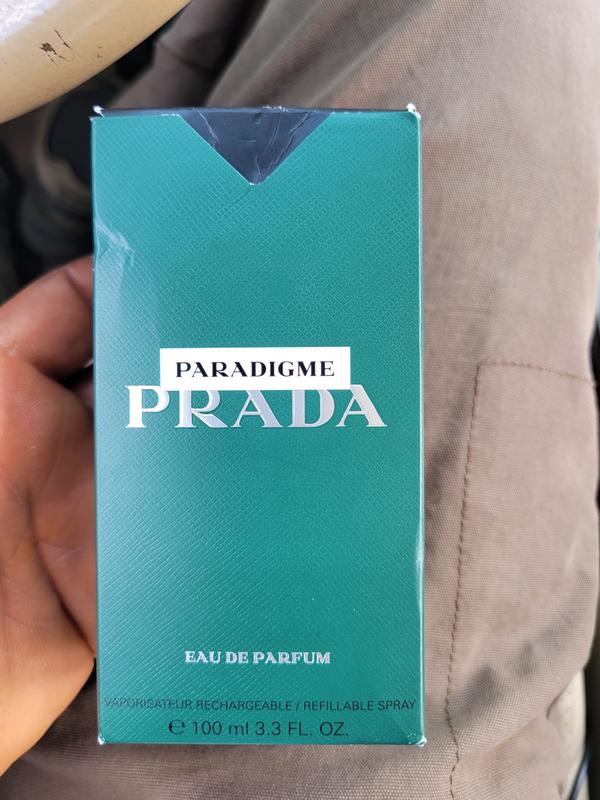 PARADIGME
PRADA
EAU DE PARFUM
VAPORISATEUR RECHARGEABLE / REFILLABLE SPRAY
℮ 100 ml 3.3 FL. OZ.